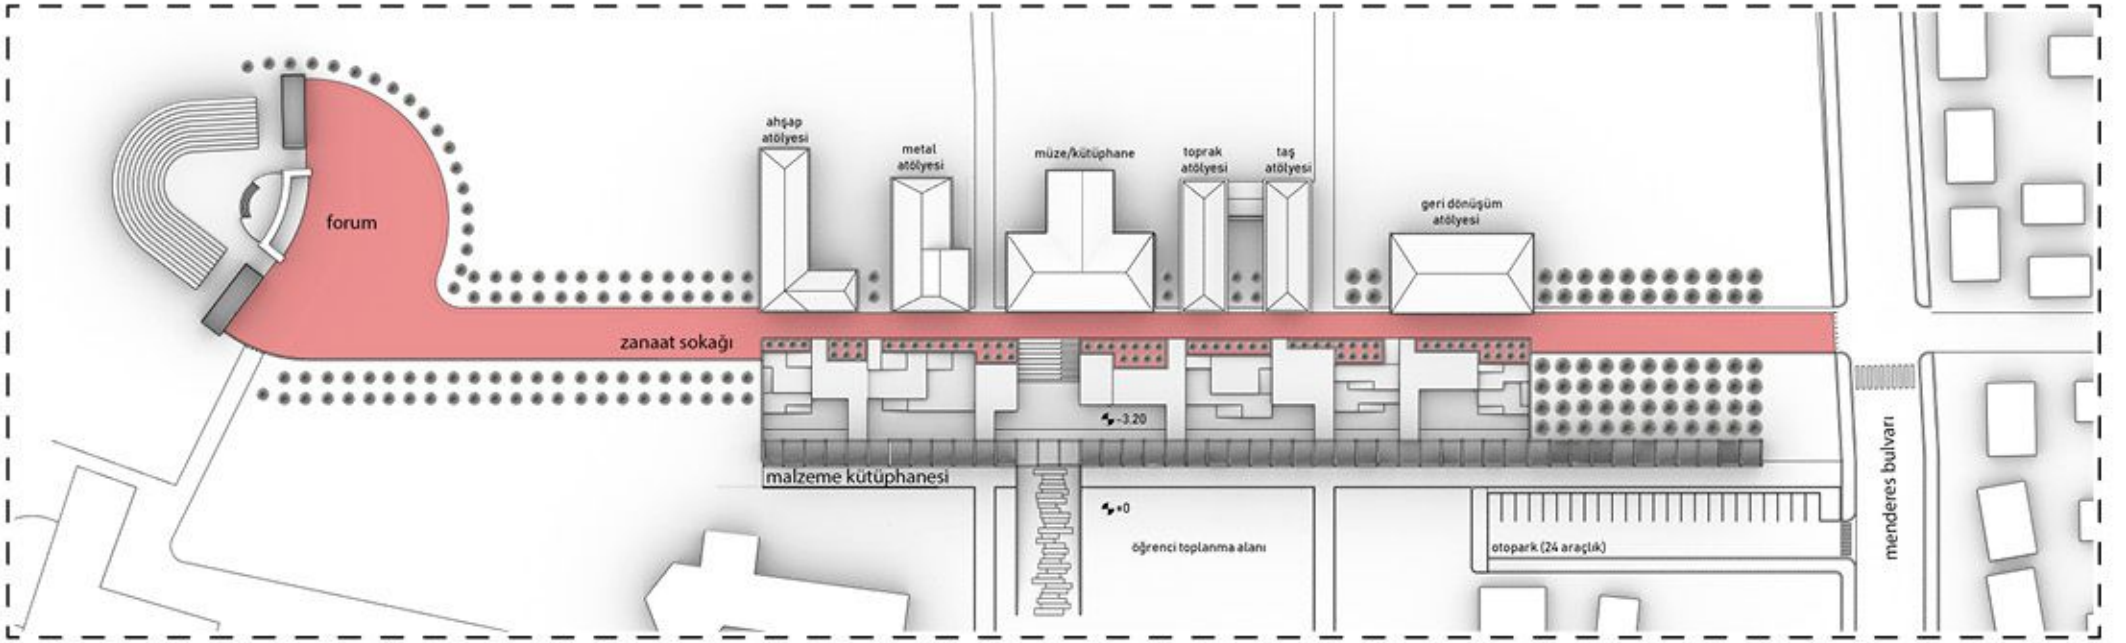 ahşap
atölyesi
metal
atölyesi
müze/kütüphane
toprak
atölyesi
taş
atölyesi
geri dönüşüm
atölyesi
forum
zanaat sokağı
-3.20
malzeme kütüphanesi
+0
öğrenci toplanma alanı
otopark (24 araçlık)
menderes bulvarı